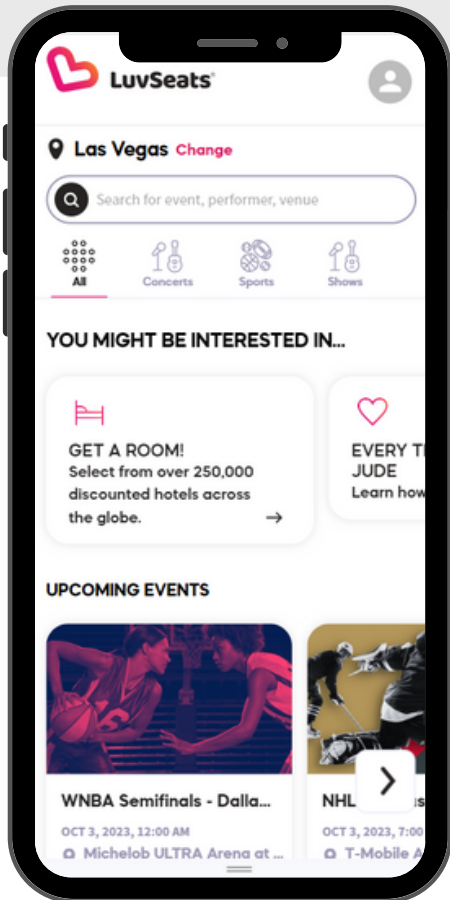 LuvSeats
Las Vegas Change
Search for event, performer, venue
All Concerts Sports Shows
YOU MIGHT BE INTERESTED IN...
GET A ROOM!
Select from over 250,000
discounted hotels across
the globe.
EVERY
JUDE
Learn how
UPCOMING EVENTS
WNBA Semifinals - Dalla...
OCT 3, 2023, 12:00 AM
Michelob ULTRA Arena at ...
NHL
OCT 3, 2023, 7:00
T-Mobile A